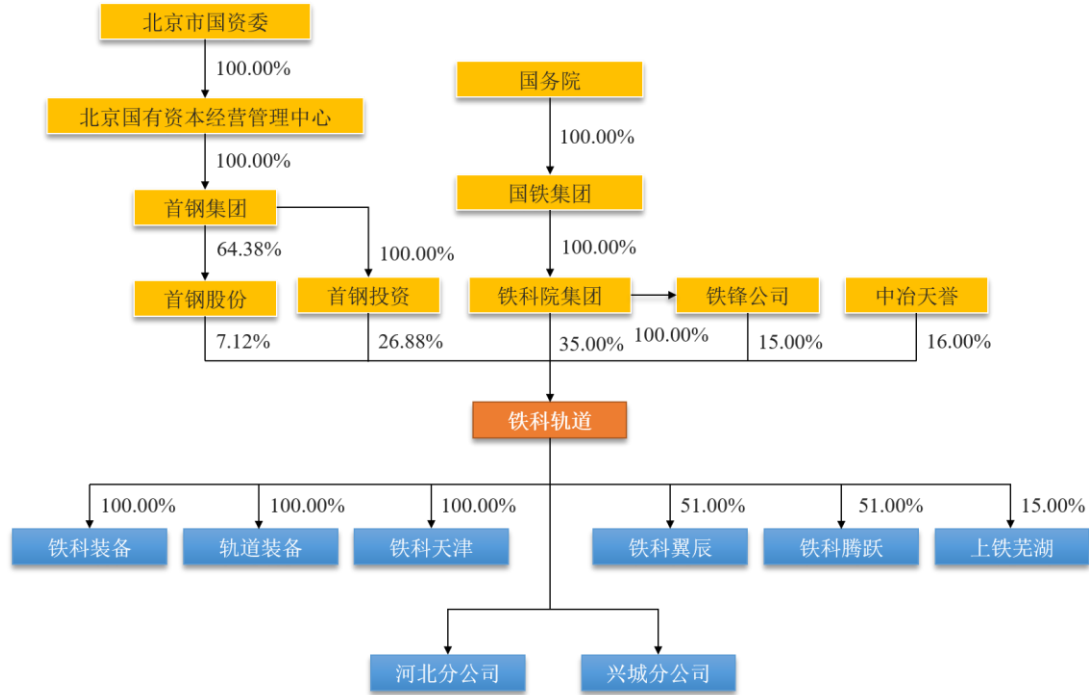 北京市国资委
100.00%
国务院
北京国有资本经营管理中心
100.00%
100.00%
首钢集团
国铁集团
64.38%
100.00%
100.00%
首钢股份
首钢投资
铁科院集团
铁锋公司
中冶天誉
7.12%
26.88%
35.00%
100.00%
15.00%
16.00%
铁科轨道
100.00%
100.00%
100.00%
51.00%
51.00%
15.00%
铁科装备
轨道装备
铁科天津
铁科翼辰
铁科腾跃
上铁芜湖
河北分公司
兴城分公司